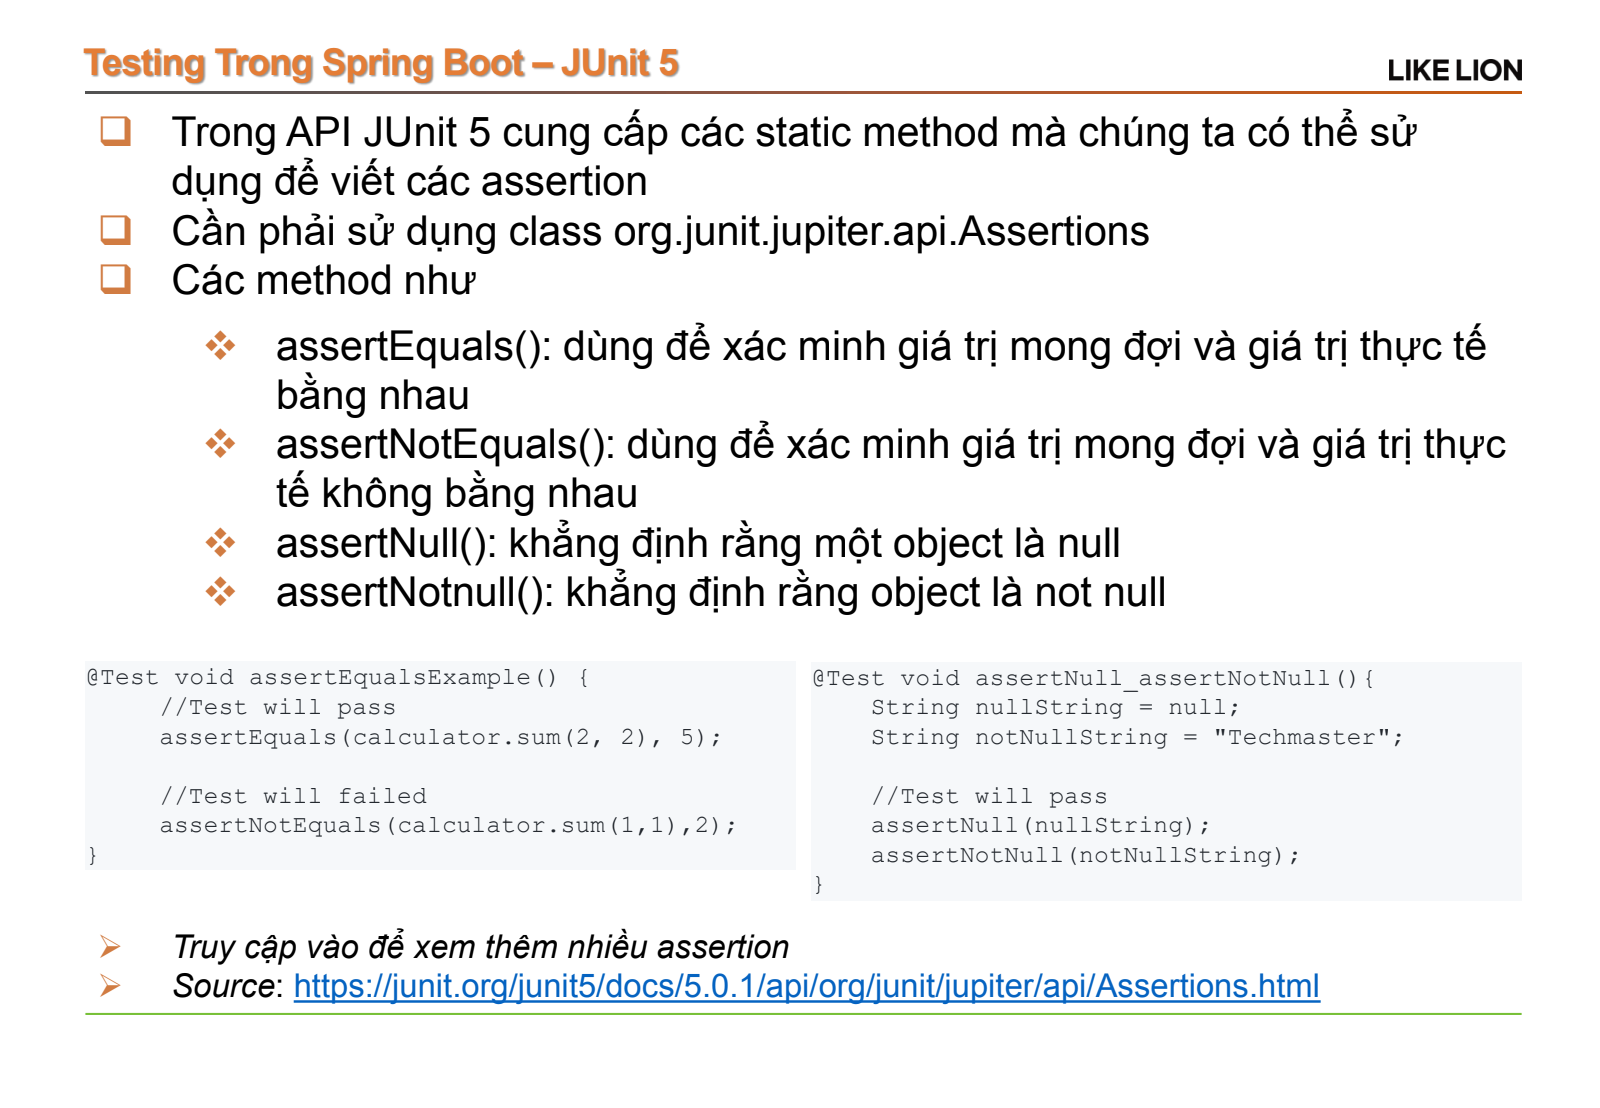 Testing Trong Spring Boot – JUnit 5
LIKE LION
Trong API JUnit 5 cung cấp các static method mà chúng ta có thể sử
dụng để viết các assertion
Cần phải sử dụng class org.junit.jupiter.api.Assertions
Các method như
assertEquals(): dùng để xác minh giá trị mong đợi và giá trị thực tế
bằng nhau
assertNotEquals(): dùng để xác minh giá trị mong đợi và giá trị thực
tế không bằng nhau
assertNull(): khẳng định rằng một object là null
assertNotnull(): khẳng định rằng object là not null
@Test void assertEqualsExample() {
//Test will pass
assertEquals(calculator.sum(2, 2), 5);
//Test will failed
assertNotEquals(calculator.sum(1,1),2);
}
@Test void assertNull_assertNotNull(){
String nullString = null;
String notNullString = "Techmaster";
//Test will pass
assertNull(nullString);
assertNotNull(notNullString);
}
Truy cập vào để xem thêm nhiều assertion
Source: https://junit.org/junit5/docs/5.0.1/api/org/junit/jupiter/api/Assertions.html